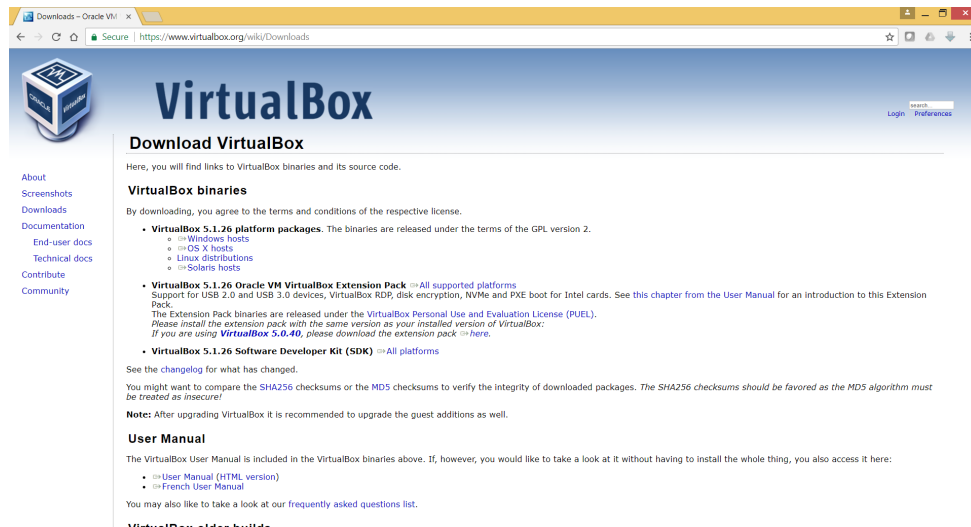 Downloads – Oracle VM
Secure | https://www.virtualbox.org/wiki/Downloads
ORACLE
VM
VirtualBox
VirtualBox
search...
Login Preferences
Download VirtualBox
Here, you will find links to VirtualBox binaries and its source code.
About
Screenshots
Downloads
Documentation
End-user docs
Technical docs
Contribute
Community
VirtualBox binaries
By downloading, you agree to the terms and conditions of the respective license.
• VirtualBox 5.1.26 platform packages. The binaries are released under the terms of the GPL version 2.
Windows hosts
OS X hosts
Linux distributions
Solaris hosts
• VirtualBox 5.1.26 Oracle VM VirtualBox Extension Pack All supported platforms
Support for USB 2.0 and USB 3.0 devices, VirtualBox RDP, disk encryption, NVMe and PXE boot for Intel cards. See this chapter from the User Manual for an introduction to this Extension
Pack.
The Extension Pack binaries are released under the VirtualBox Personal Use and Evaluation License (PUEL).
Please install the extension pack with the same version as your installed version of VirtualBox:
If you are using VirtualBox 5.0.40, please download the extension pack here.
• VirtualBox 5.1.26 Software Developer Kit (SDK) All platforms
See the changelog for what has changed.
You might want to compare the SHA256 checksums or the MD5 checksums to verify the integrity of downloaded packages. The SHA256 checksums should be favored as the MD5 algorithm must
be treated as insecure!
Note: After upgrading VirtualBox it is recommended to upgrade the guest additions as well.
User Manual
The VirtualBox User Manual is included in the VirtualBox binaries above. If, however, you would like to take a look at it without having to install the whole thing, you also access it here:
• User Manual (HTML version)
• French User Manual
You may also like to take a look at our frequently asked questions list.
VirtualBox older builds